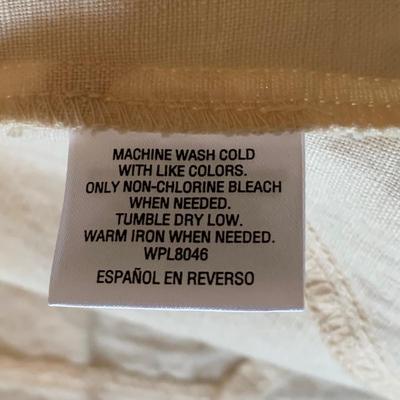 MACHINE WASH COLD
WITH LIKE COLORS.
ONLY NON-CHLORINE BLEACH
WHEN NEEDED.
TUMBLE DRY LOW.
WARM IRON WHEN NEEDED.
WPL8046
ESPAÑOL EN REVERSO